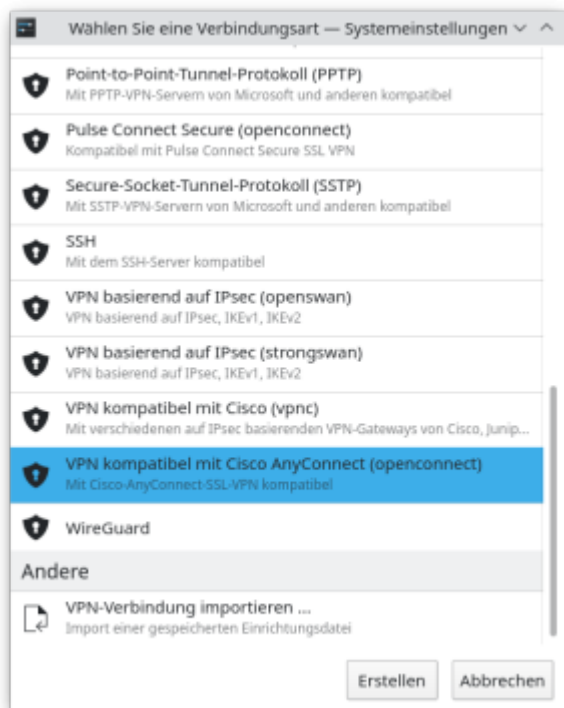 Wählen Sie eine Verbindungsart — Systemeinstellungen
Point-to-Point-Tunnel-Protokoll (PPTP)
Mit PPTP-VPN-Servern von Microsoft und anderen kompatibel
Pulse Connect Secure (openconnect)
Kompatibel mit Pulse Connect Secure SSL VPN
Secure-Socket-Tunnel-Protokoll (SSTP)
Mit SSTP-VPN-Servern von Microsoft und anderen kompatibel
SSH
Mit dem SSH-Server kompatibel
VPN basierend auf IPsec (openswan)
VPN basierend auf IPsec, IKEv1, IKEv2
VPN basierend auf IPsec (strongswan)
VPN basierend auf IPsec, IKEv1, IKEv2
VPN kompatibel mit Cisco (vpnc)
Mit verschiedenen auf IPsec basierenden VPN-Gateways von Cisco, Junip...
VPN kompatibel mit Cisco AnyConnect (openconnect)
Mit Cisco-AnyConnect-SSL-VPN kompatibel
WireGuard
Andere
VPN-Verbindung importieren ...
Import einer gespeicherten Einrichtungsdatei
Erstellen
Abbrechen